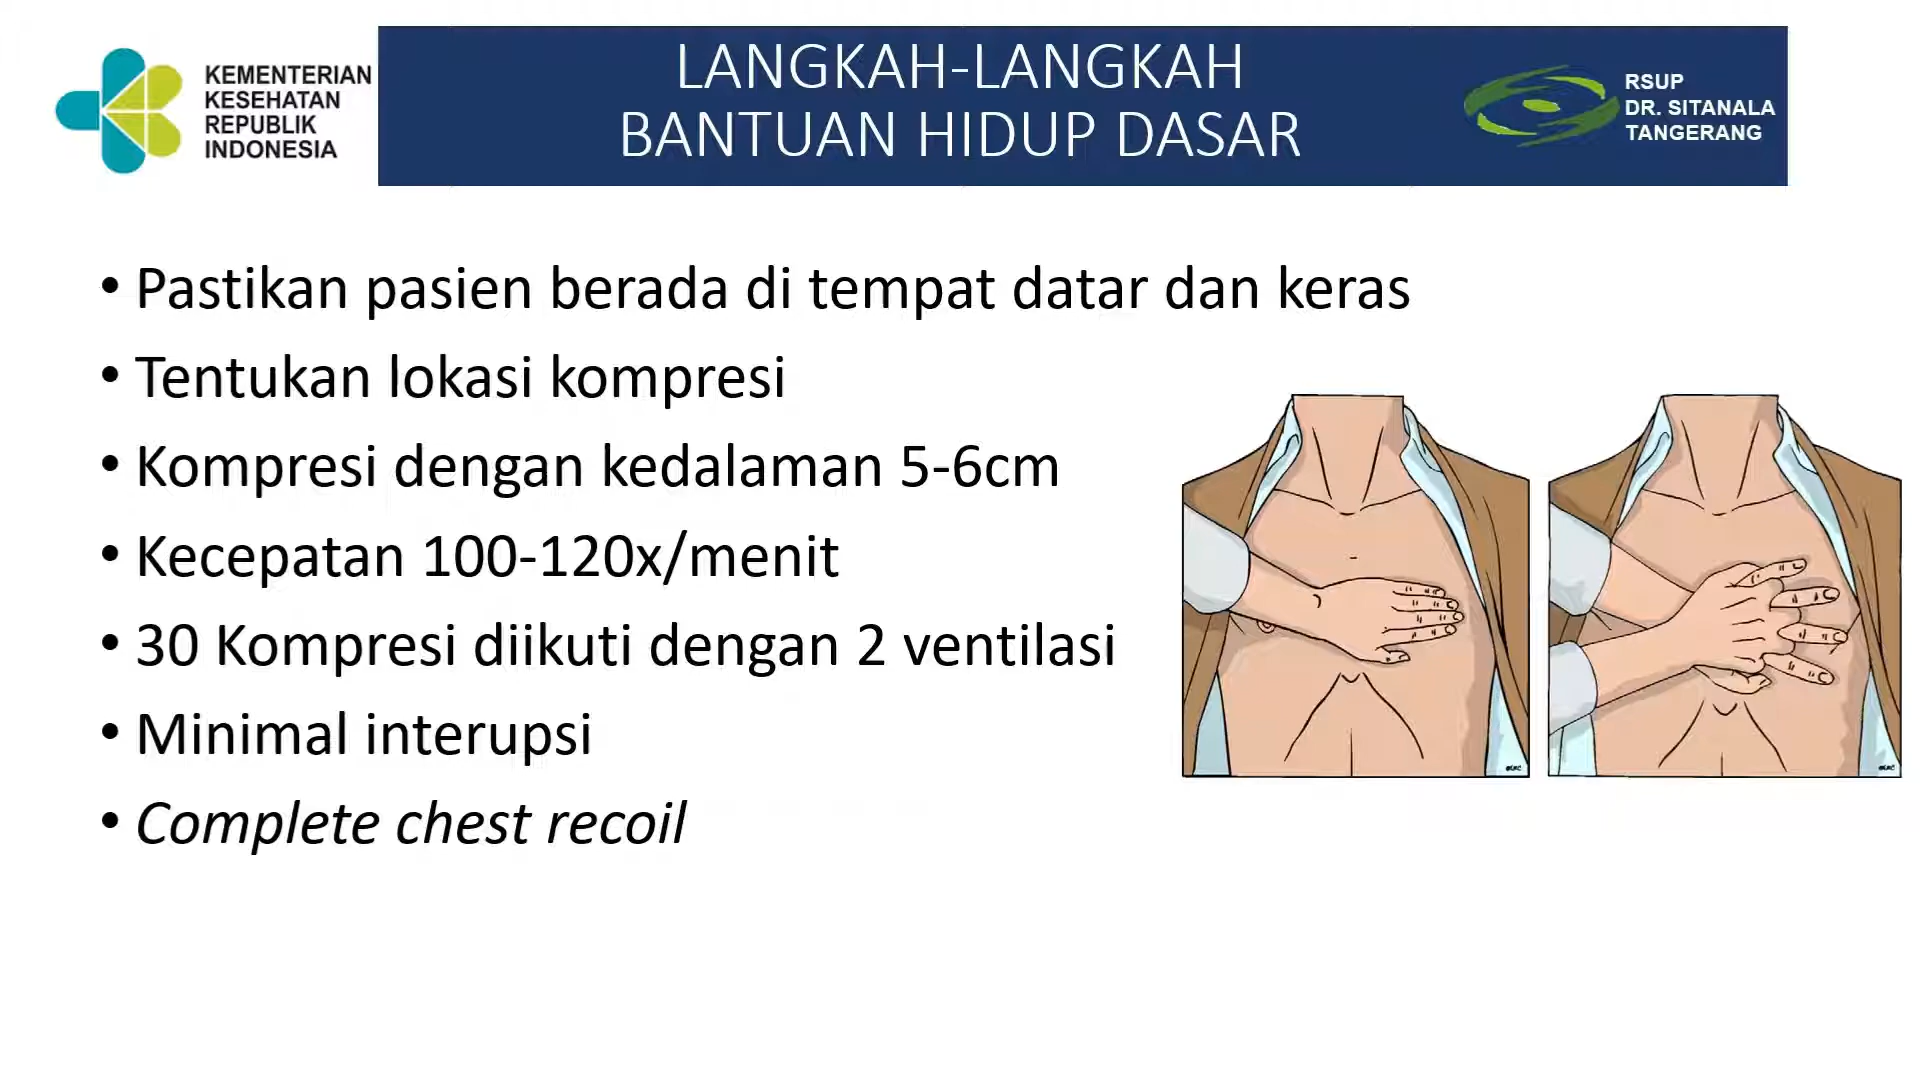 KEMENTERIAN
KESEHATAN
REPUBLIK
INDONESIA
LANGKAH-LANGKAH
BANTUAN HIDUP DASAR
RSUP
DR. SITANALA
TANGERANG
• Pastikan pasien berada di tempat datar dan keras
• Tentukan lokasi kompresi
• Kompresi dengan kedalaman 5-6cm
• Kecepatan 100-120x/menit
• 30 Kompresi diikuti dengan 2 ventilasi
• Minimal interupsi
• Complete chest recoil